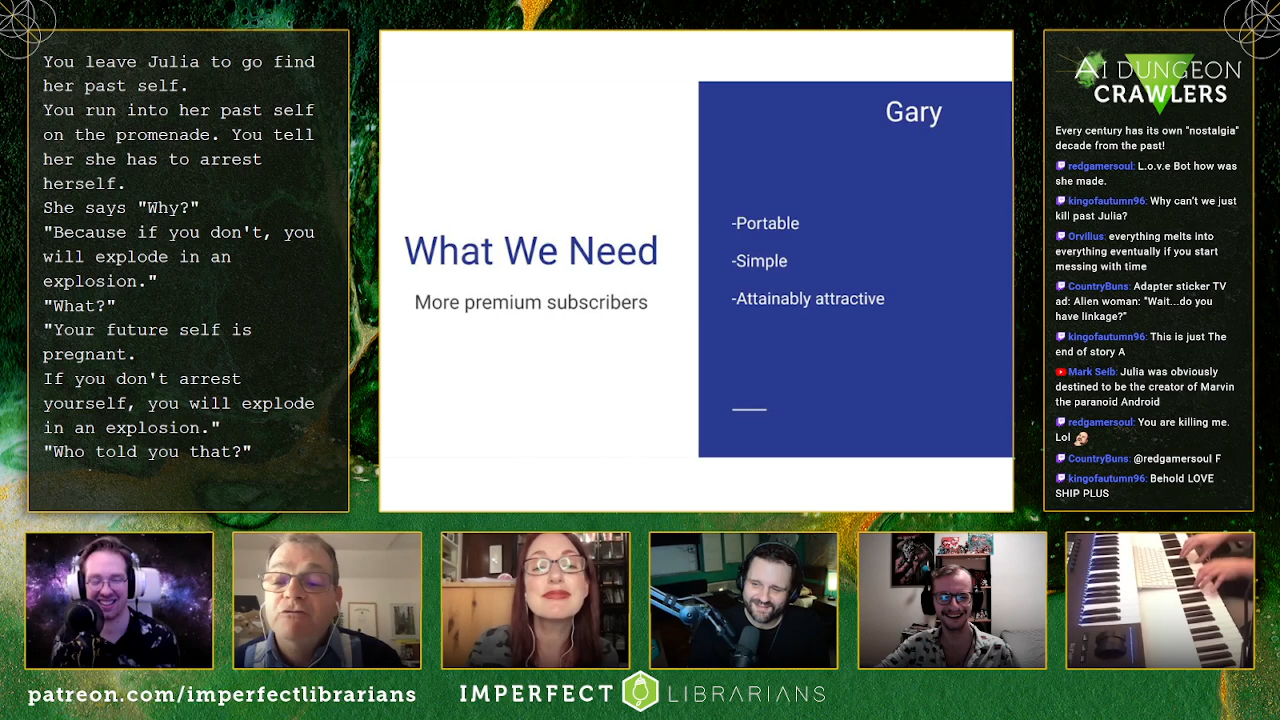 You leave Julia to go find
her past self.
You run into her past self
on the promenade. You tell
her she has to arrest
herself.
She says "Why?"
"Because if you don't, you
will explode in an
explosion."
"What?"
"Your future self is
pregnant.
If you don't arrest
yourself, you will explode
in an explosion."
"Who told you that?"
What We Need
More premium subscribers
Gary
-Portable
-Simple
-Attainably attractive
AI DUNGEON
CRAWLERS
Every century has its own "nostalgia"
decade from the past!
redgamersoul: L.o.v.e Bot how was
she made.
kingofautumn96: Why can't we just
kill past Julia?
Orvilius: everything melts into
everything eventually if you start
messing with time
CountryBuns: Adapter sticker TV
ad: Alien woman: "Wait...do you
have linkage?"
kingofautumn96: This is just The
end of story A
Mark Seib: Julia was obviously
destined to be the creator of Marvin
the paranoid Android
redgamersoul: You are killing me.
Lol
CountryBuns: @redgamersoul F
kingofautumn96: Behold LOVE
SHIP PLUS
patreon.com/imperfectlibrarians
IMPERFECT LIBRARIANS